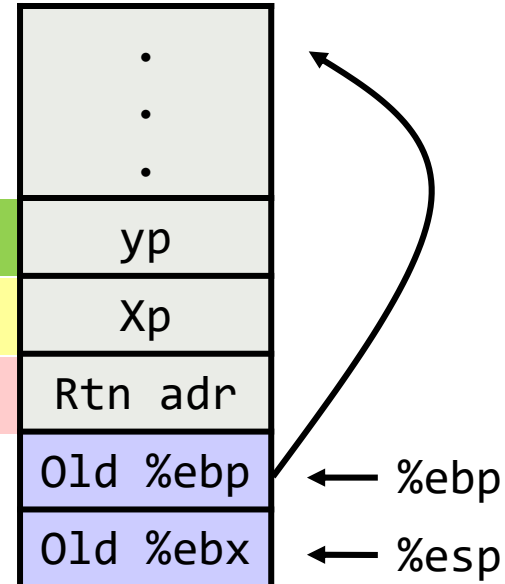 .
.
.
yp
Xp
Rtn adr
Old %ebp %ebp
Old %ebx %esp